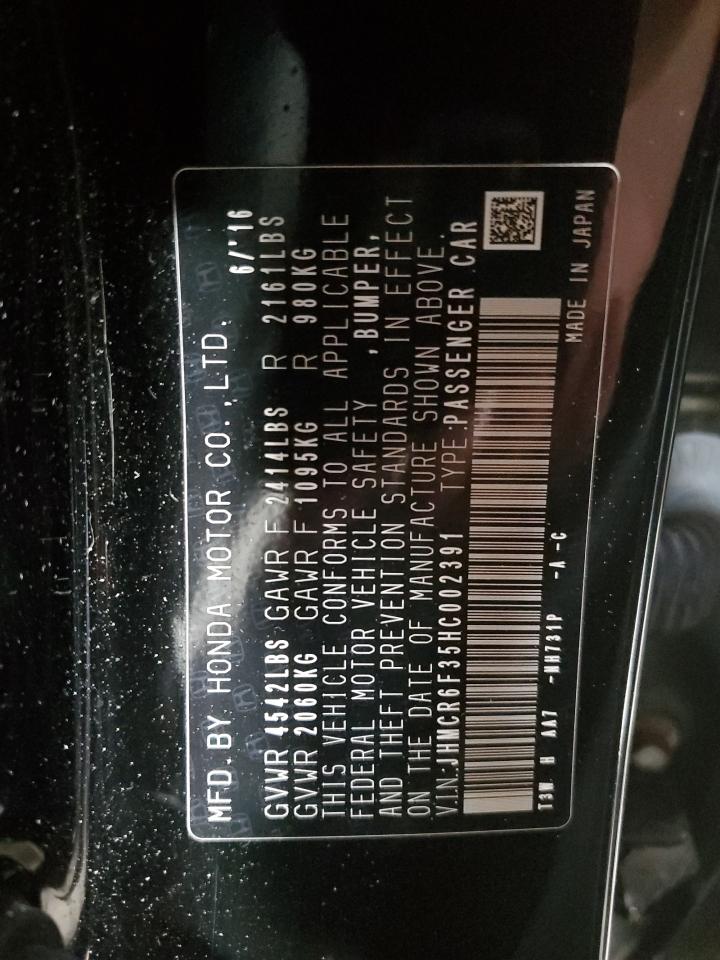 MFD. BY HONDA MOTOR CO., LTD. 6/'16
GVWR 4542LBS GAWR F 2414LBS R 2161LBS
GVWR 2060KG GAWR F 1095KG R 980KG
THIS VEHICLE CONFORMS TO ALL APPLICABLE
FEDERAL MOTOR VEHICLE SAFETY ,BUMPER,
AND THEFT PREVENTION STANDARDS IN EFFECT
ON THE DATE OF MANUFACTURE SHOWN ABOVE.
V.I.N.:JHMCR6F35HC002391 TYPE:PASSENGER CAR
T3W H AA7 -NH731P -A -C
MADE IN JAPAN